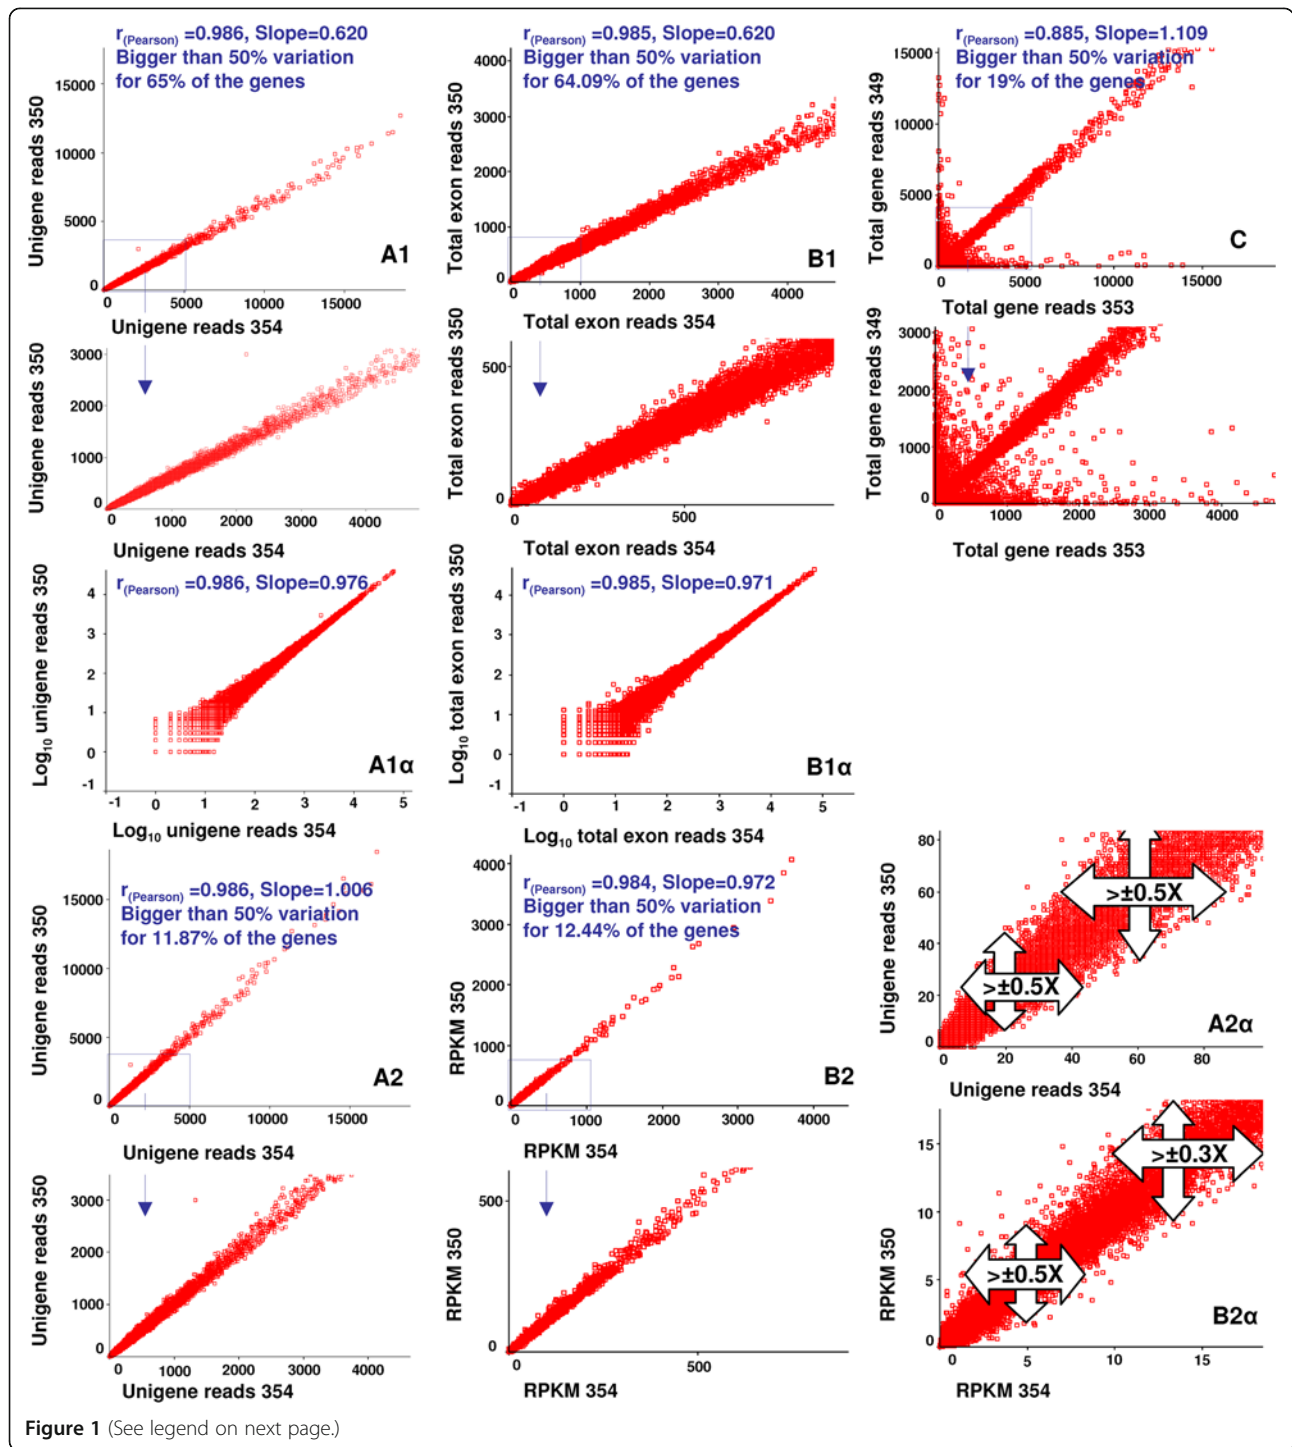 r(Pearson) =0.986, Slope=0.620
Bigger than 50% variation
for 65% of the genes
Unigene reads 350
15000
10000
5000
0
0 5000 10000 15000
A1
Unigene reads 354
r(Pearson) =0.985, Slope=0.620
Bigger than 50% variation
for 64.09% of the genes
Total exon reads 350
4000
3000
2000
1000
0
0 1000 2000 3000 4000
B1
Total exon reads 354
r(Pearson) =0.885, Slope=1.109
Bigger than 50% variation
for 19% of the genes
Total gene reads 349
15000
10000
5000
0
0 5000 10000 15000
C
Total gene reads 353
Unigene reads 350
3000
2000
1000
0
0 1000 2000 3000 4000
Unigene reads 354
Total exon reads 350
500
0
0 500
Total exon reads 354
Total gene reads 349
3000
2000
1000
0
0 1000 2000 3000 4000
Total gene reads 353
r(Pearson) =0.986, Slope=0.976
Log10 unigene reads 350
4
3
2
1
0
-1
-1 0 1 2 3 4 5
A1α
Log10 unigene reads 354
r(Pearson) =0.985, Slope=0.971
Log10 total exon reads 350
4
3
2
1
0
-1
-1 0 1 2 3 4 5
B1α
Log10 total exon reads 354
r(Pearson) =0.986, Slope=1.006
Bigger than 50% variation
for 11.87% of the genes
Unigene reads 350
15000
10000
5000
0
0 5000 10000 15000
A2
Unigene reads 354
r(Pearson) =0.984, Slope=0.972
Bigger than 50% variation
for 12.44% of the genes
RPKM 350
4000
3000
2000
1000
0
0 1000 2000 3000 4000
B2
RPKM 354
Unigene reads 350
80
60
40
20
0
0 20 40 60 80
>±0.5X
>±0.5X
A2α
Unigene reads 354
Unigene reads 350
3000
2000
1000
0
0 1000 2000 3000 4000
Unigene reads 354
RPKM 350
500
0
0 500
RPKM 354
RPKM 350
15
10
5
0
0 5 10 15
>±0.3X
>±0.5X
B2α
RPKM 354
Figure 1 (See legend on next page.)